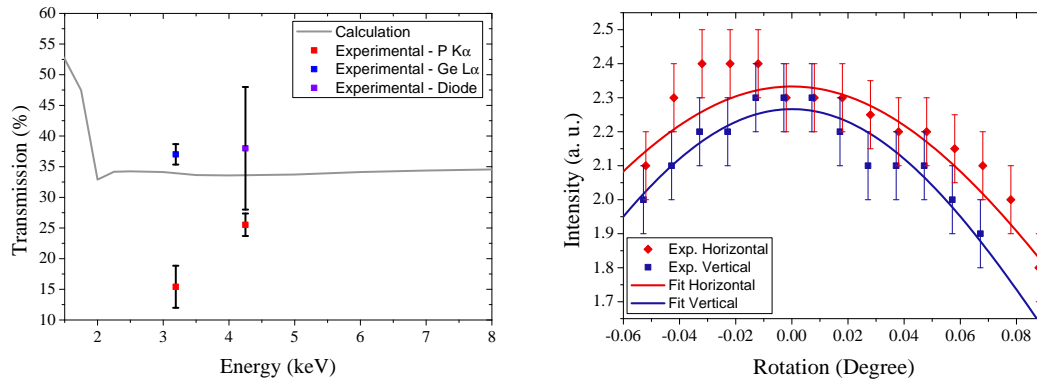 60
55
50
45
40
35
30
25
20
15
10
Transmission (%)
Calculation
Experimental - P Kα
Experimental - Ge Lα
Experimental - Diode
2 3 4 5 6 7 8
Energy (keV)
2.5
2.4
2.3
2.2
2.1
2.0
1.9
1.8
1.7
Intensity (a. u.)
Exp. Horizontal
Exp. Vertical
Fit Horizontal
Fit Vertical
-0.06 -0.04 -0.02 0.00 0.02 0.04 0.06 0.08
Rotation (Degree)